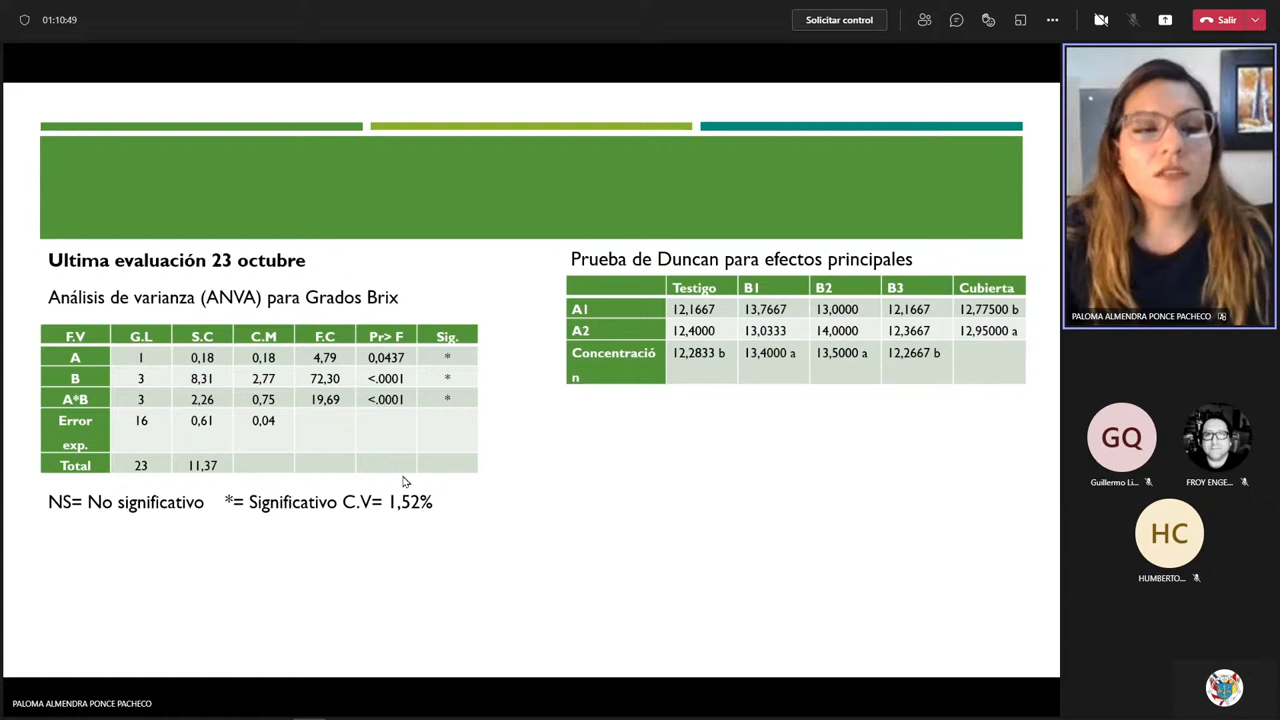 01:10:49
Solicitar control
Salir
Ultima evaluación 23 octubre
Análisis de varianza (ANVA) para Grados Brix
F.V G.L S.C C.M F.C Pr> F Sig.
A 1 0,18 0,18 4,79 0,0437 *
B 3 8,31 2,77 72,30 <.0001 *
A*B 3 2,26 0,75 19,69 <.0001 *
Error 16 0,61 0,04
exp.
Total 23 11,37
NS= No significativo *= Significativo C.V= 1,52%
Prueba de Duncan para efectos principales
Testigo B1 B2 B3 Cubierta
A1 12,1667 13,7667 13,0000 12,1667 12,77500 b
A2 12,4000 13,0333 14,0000 12,3667 12,95000 a
Concentració 12,2833 b 13,4000 a 13,5000 a 12,2667 b
n
PALOMA ALMENDRA PONCE PACHECO
GQ
Guillermo Li...
FROY ENGE...
HC
HUMBERTO...
PALOMA ALMENDRA PONCE PACHECO